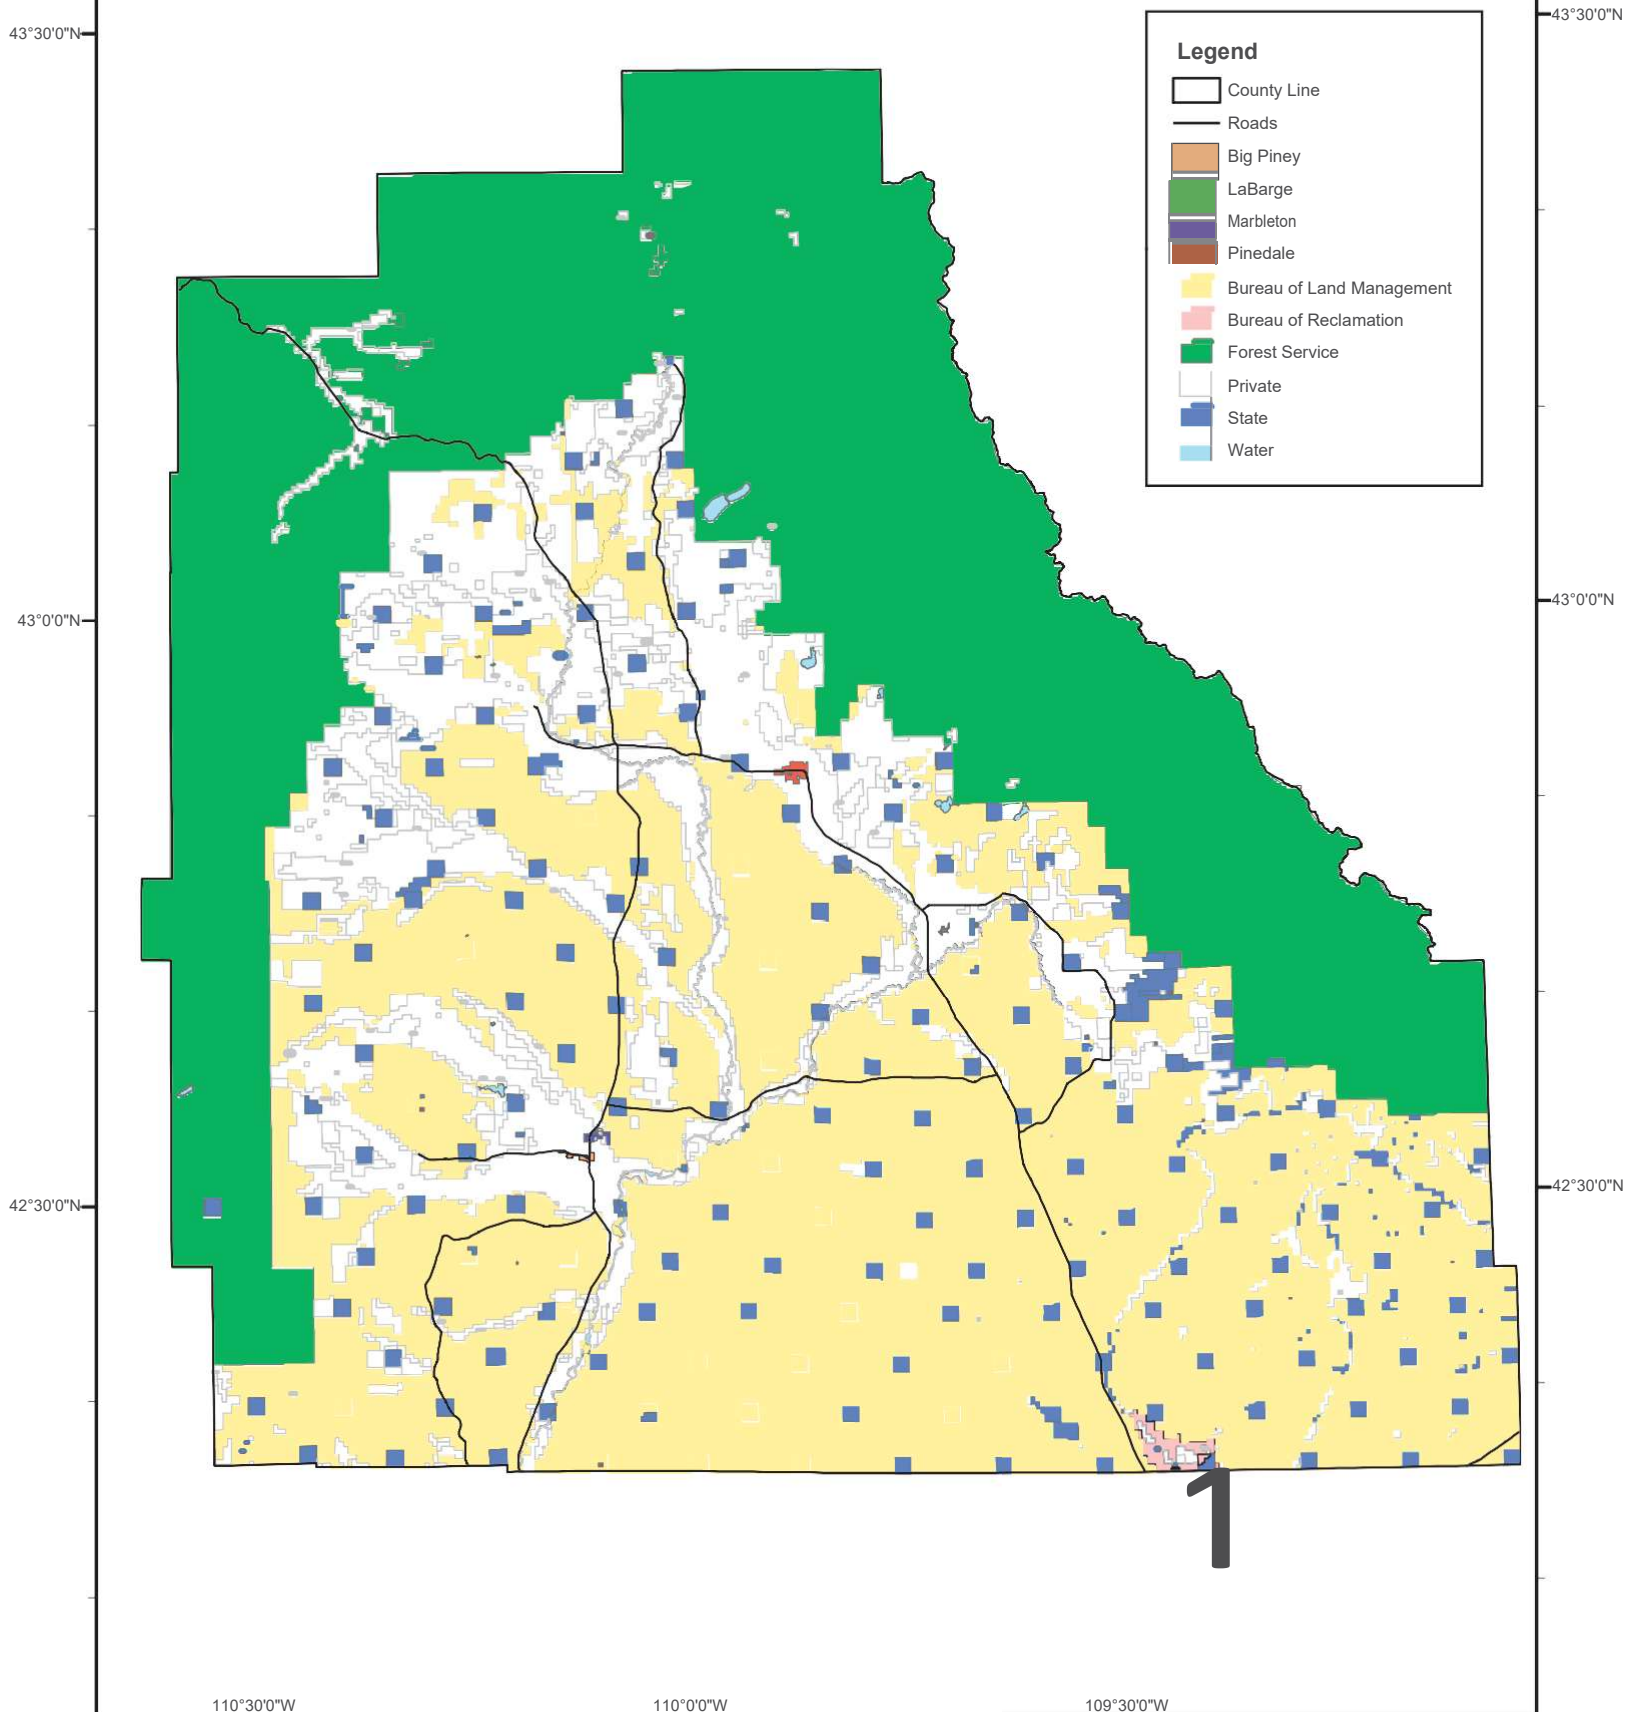 43°30'0"N
43°30'0"N
Legend
County Line
Roads
Big Piney
LaBarge
Marbleton
Pinedale
Bureau of Land Management
Bureau of Reclamation
Forest Service
Private
State
Water
43°0'0"N
43°0'0"N
42°30'0"N
42°30'0"N
1
110°30'0"W
110°0'0"W
109°30'0"W